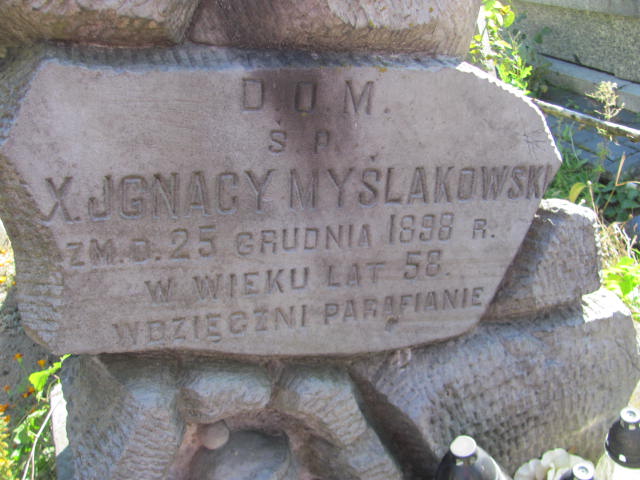 D.O.M.
Ś P.
X. JGNACY MYŚLAKOWSKI
ZM. D. 25 GRUDNIA 1898 R.
W WIEKU LAT 58.
WDZIĘCZNI PARAFIANIE